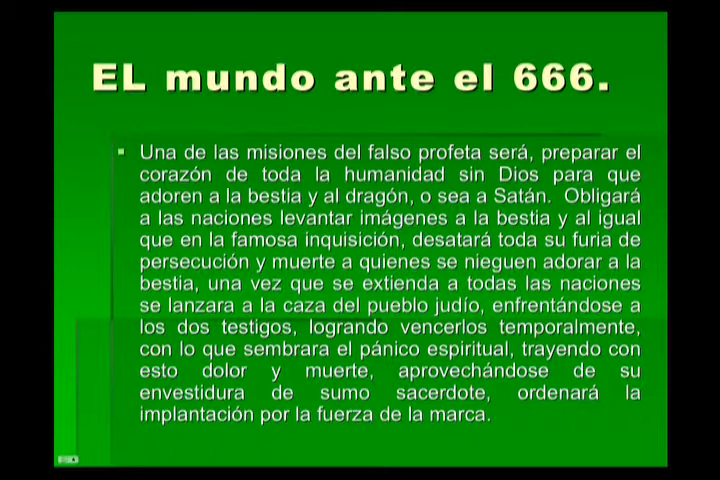 EL mundo ante el 666.
Una de las misiones del falso profeta será, preparar el
corazón de toda la humanidad sin Dios para que
adoren a la bestia y al dragón, o sea a Satán. Obligará
a las naciones levantar imágenes a la bestia y al igual
que en la famosa inquisición, desatará toda su furia de
persecución y muerte a quienes se nieguen adorar a la
bestia, una vez que se extienda a todas las naciones
se lanzara a la caza del pueblo judío, enfrentándose a
los dos testigos, logrando vencerlos temporalmente,
con lo que sembrara el pánico espiritual, trayendo con
esto dolor y muerte, aprovechándose de su
envestidura de sumo sacerdote, ordenará la
implantación por la fuerza de la marca.